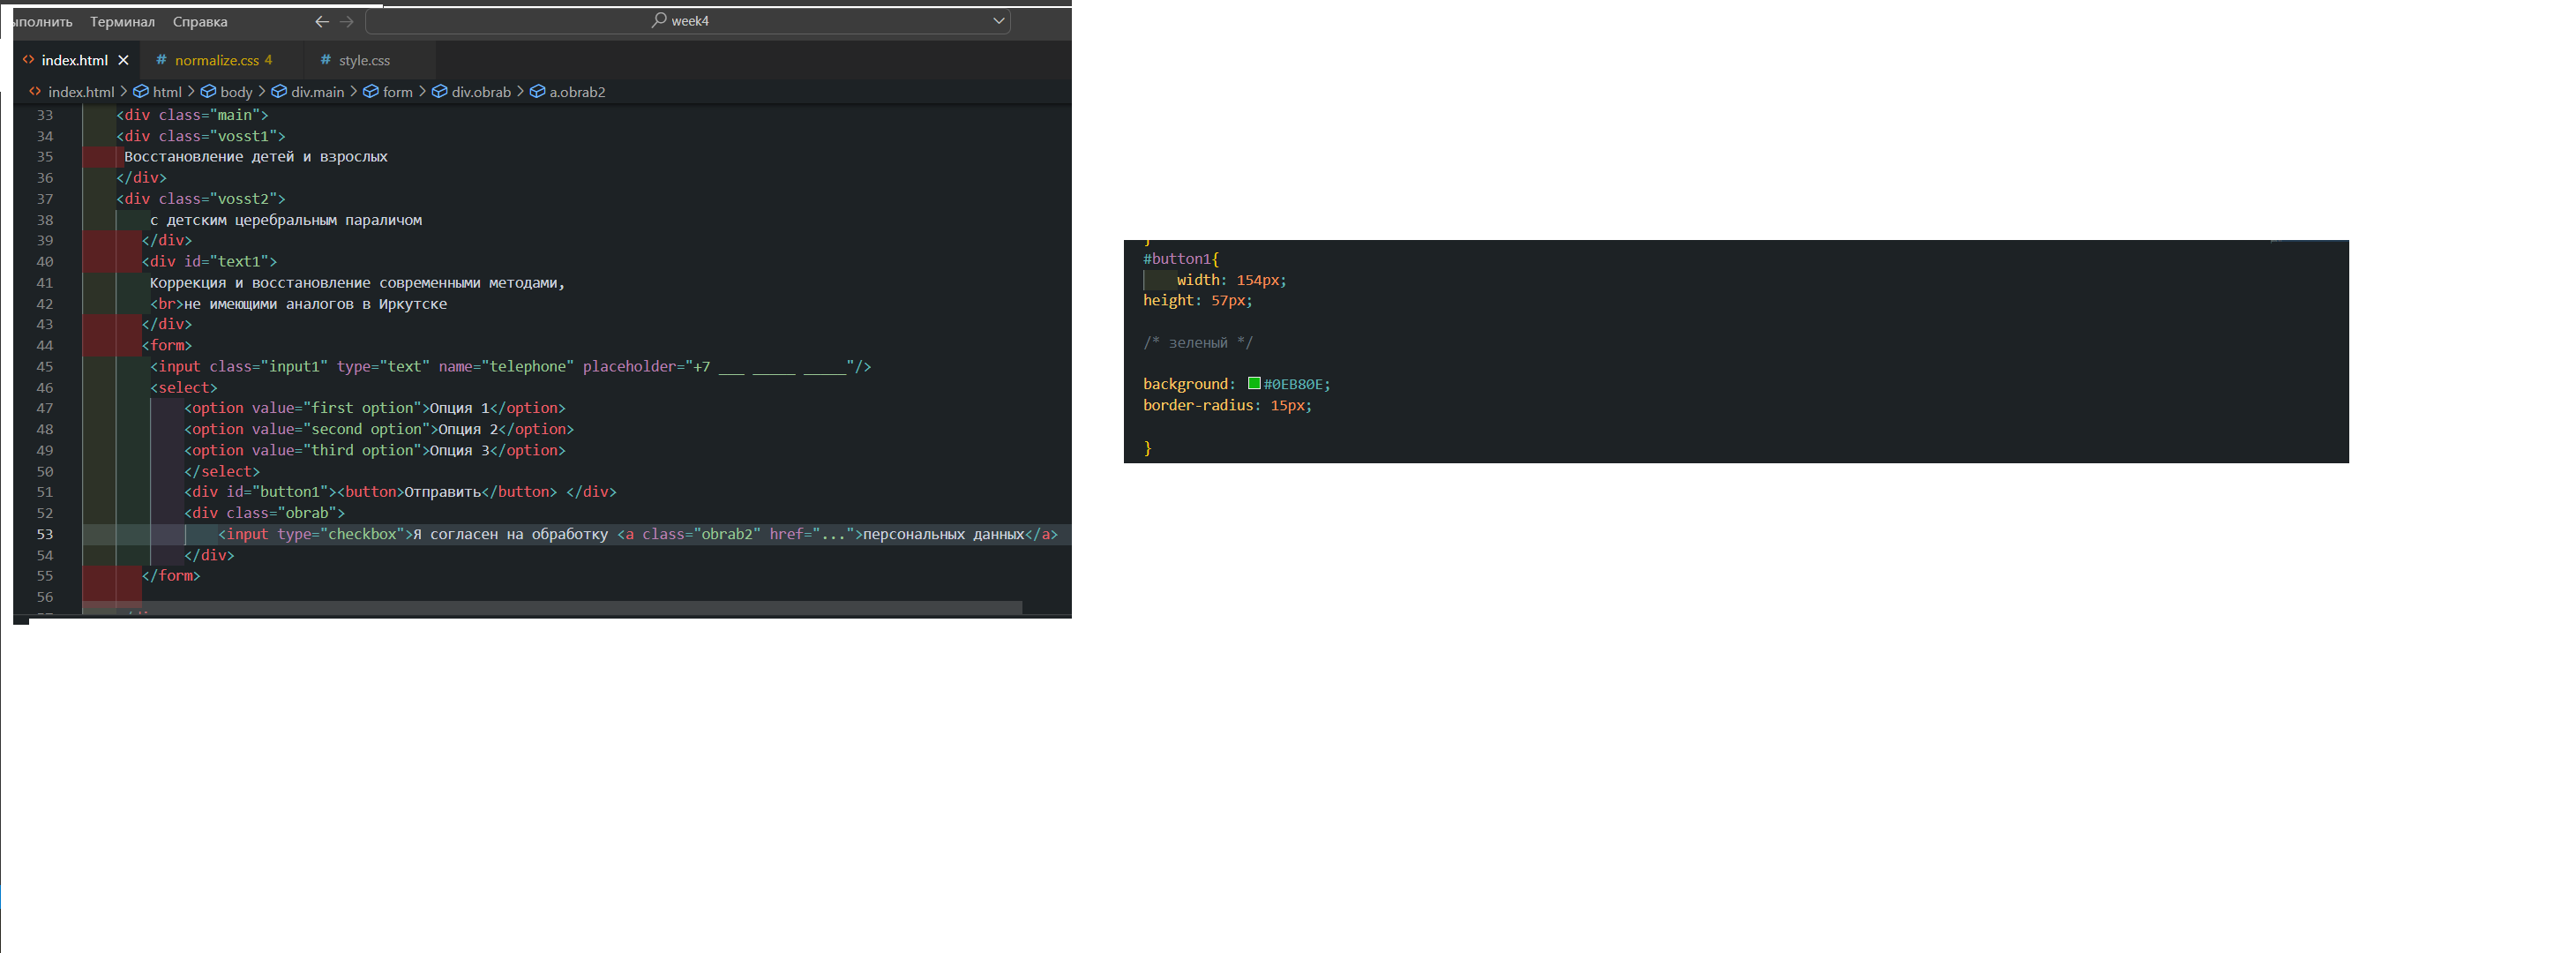 Терминал Справка week4
index.html normalize.css 4 style.css
index.html > html > body > div.main > form > div.obrab > a.obrab2
33 <div class="main">
34 <div class="vosst1">
35 Восстановление детей и взрослых
36 </div>
37 <div class="vosst2">
38 с детским церебральным параличом
39 </div>
40 <div id="text1">
41 Коррекция и восстановление современными методами,
42 <br>не имеющими аналогов в Иркутске
43 </div>
44 <form>
45 <input class="input1" type="text" name="telephone" placeholder="+7 ___ _____ _____"/>
46 <select>
47 <option value="first option">Опция 1</option>
48 <option value="second option">Опция 2</option>
49 <option value="third option">Опция 3</option>
50 </select>
51 <div id="button1"><button>Отправить</button> </div>
52 <div class="obrab">
53 <input type="checkbox">Я согласен на обработку <a class="obrab2" href="...">персональных данных</a>
54 </div>
55 </form>
56
}
#button1{
width: 154px;
height: 57px;
/* зеленый */
background: #0EB80E;
border-radius: 15px;
}